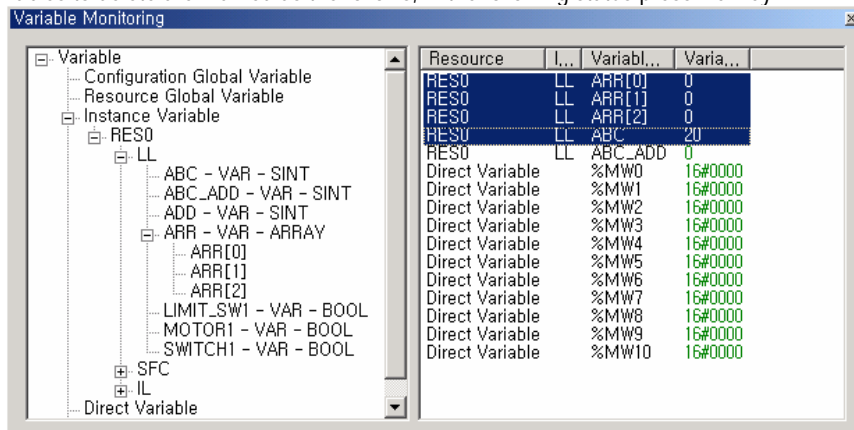 Variable Monitoring
Variable
Configuration Global Variable
Resource Global Variable
Instance Variable
RES0
LL
ABC - VAR - SINT
ABC_ADD - VAR - SINT
ADD - VAR - SINT
ARR - VAR - ARRAY
ARR[0]
ARR[1]
ARR[2]
LIMIT_SW1 - VAR - BOOL
MOTOR1 - VAR - BOOL
SWITCH1 - VAR - BOOL
SFC
IL
Direct Variable
Resource I... Variabl... Varia...
RES0 LL ARR[0] 0
RES0 LL ARR[1] 0
RES0 LL ARR[2] 0
RES0 LL ABC 20
RES0 LL ABC_ADD 0
Direct Variable %MW0 16#0000
Direct Variable %MW1 16#0000
Direct Variable %MW2 16#0000
Direct Variable %MW3 16#0000
Direct Variable %MW4 16#0000
Direct Variable %MW5 16#0000
Direct Variable %MW6 16#0000
Direct Variable %MW7 16#0000
Direct Variable %MW8 16#0000
Direct Variable %MW9 16#0000
Direct Variable %MW10 16#0000